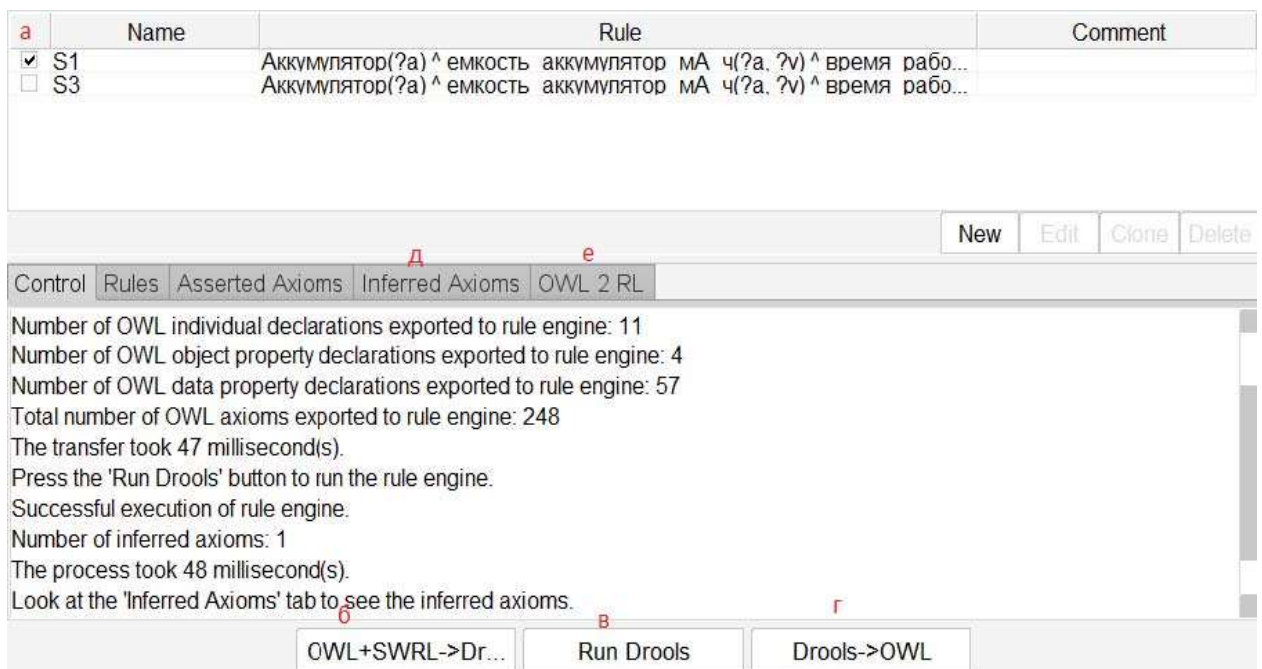 а Name Rule Comment
S1 Аккумулятор(?a) ^ емкость_аккумулятор_мА_ч(?a, ?v) ^ время_рабо...
S3 Аккумулятор(?a) ^ емкость_аккумулятор_мА_ч(?a, ?v) ^ время_рабо...
New Edit Clone Delete
д е
Control Rules Asserted Axioms Inferred Axioms OWL 2 RL
Number of OWL individual declarations exported to rule engine: 11
Number of OWL object property declarations exported to rule engine: 4
Number of OWL data property declarations exported to rule engine: 57
Total number of OWL axioms exported to rule engine: 248
The transfer took 47 millisecond(s).
Press the 'Run Drools' button to run the rule engine.
Successful execution of rule engine.
Number of inferred axioms: 1
The process took 48 millisecond(s).
Look at the 'Inferred Axioms' tab to see the inferred axioms.
б в г
OWL+SWRL->Dr... Run Drools Drools->OWL